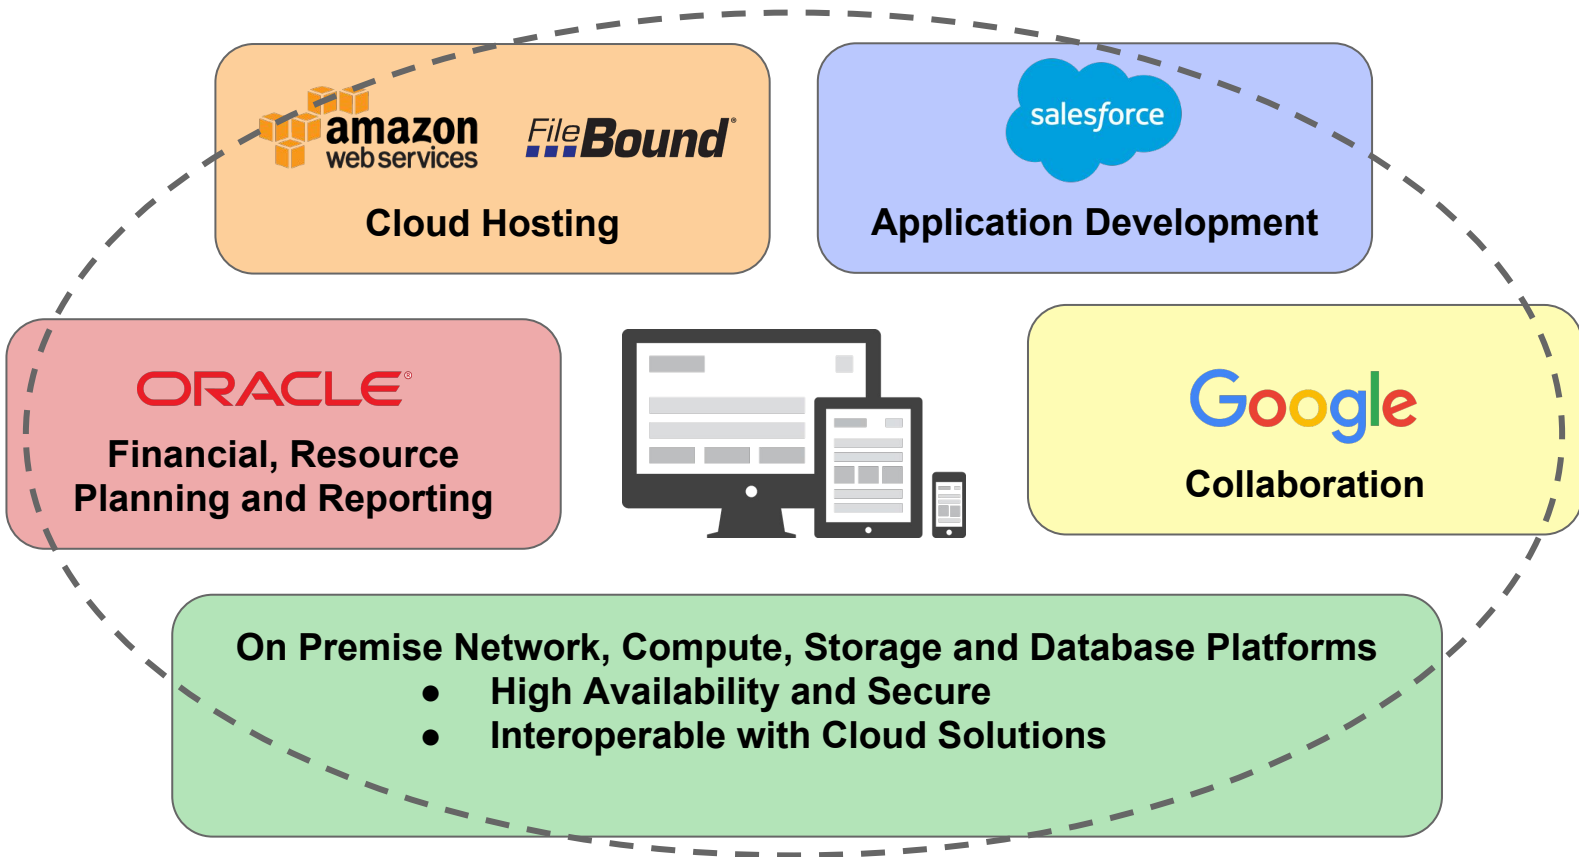 amazon
web services
FileBound®
Cloud Hosting
salesforce
Application Development
ORACLE®
Financial, Resource
Planning and Reporting
Google
Collaboration
On Premise Network, Compute, Storage and Database Platforms
● High Availability and Secure
● Interoperable with Cloud Solutions